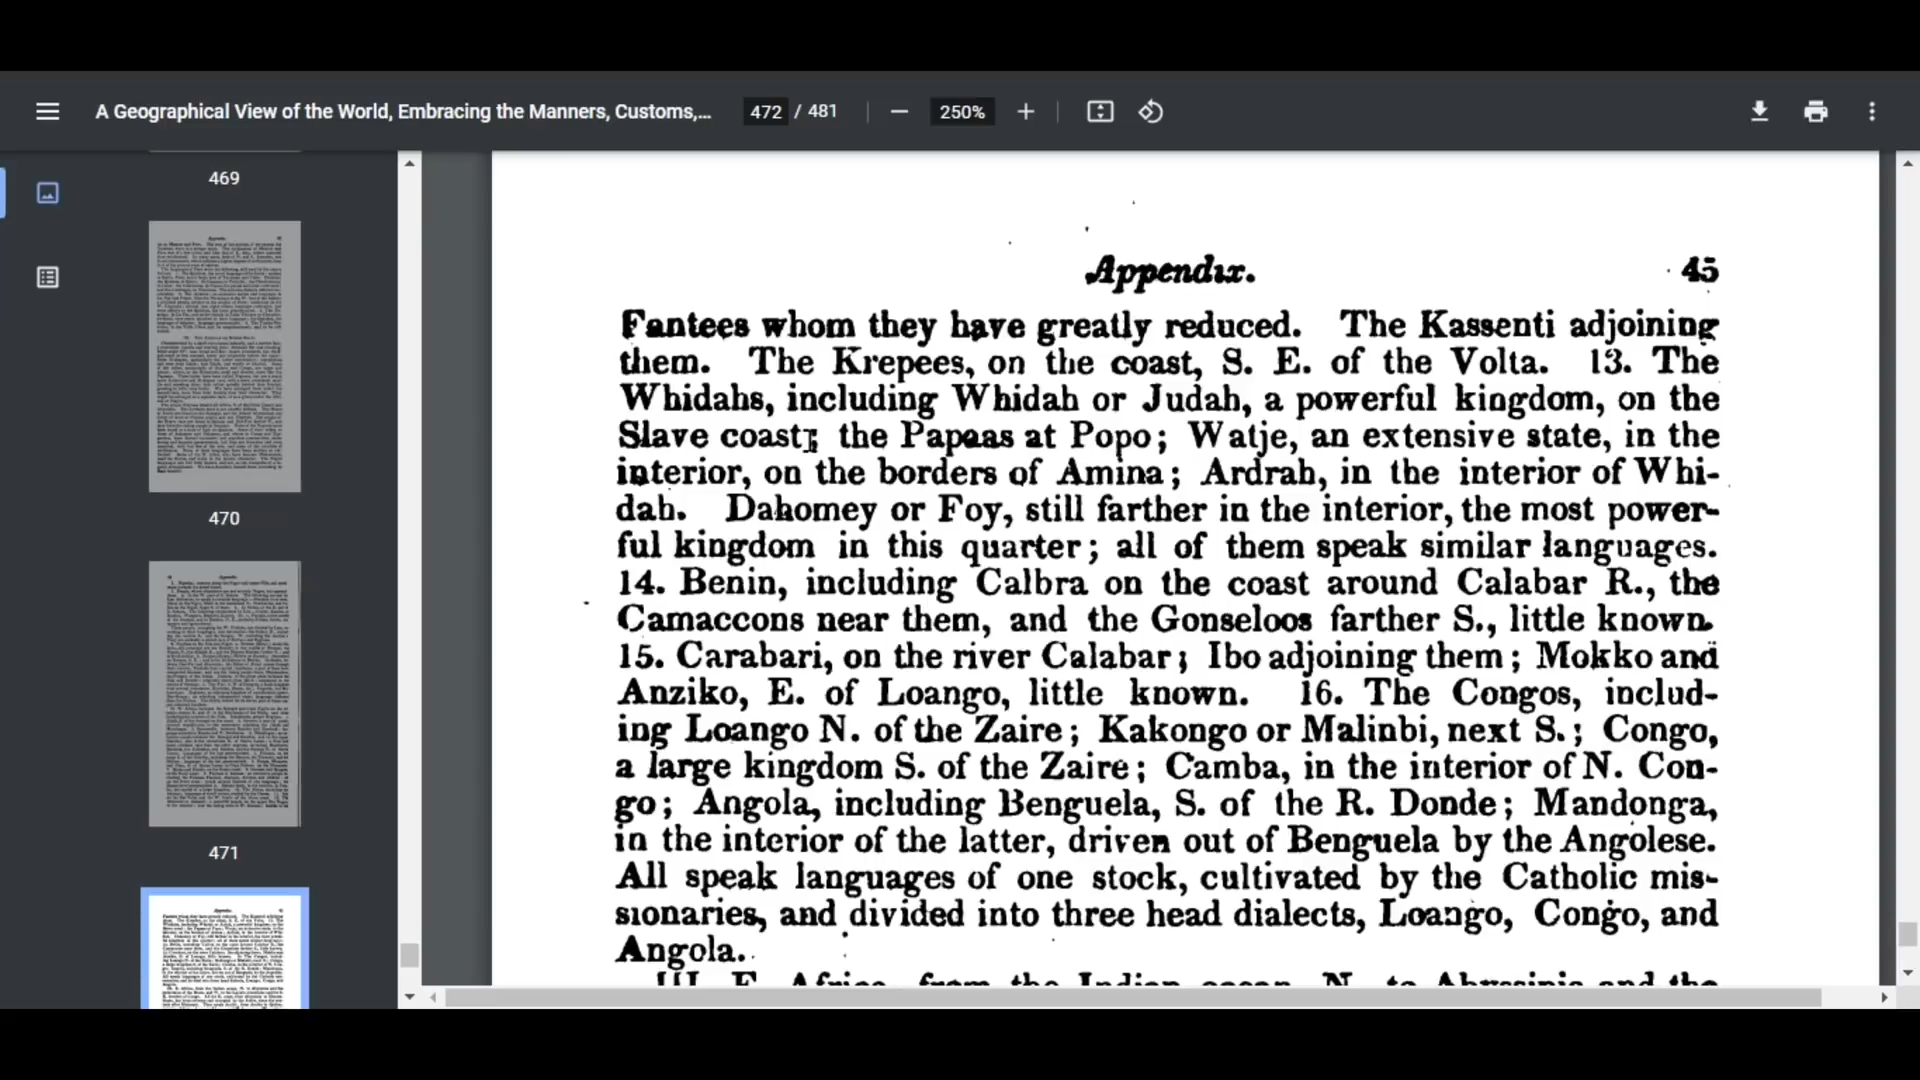 A Geographical View of the World, Embracing the Manners, Customs,...
472 / 481
250%
469
470
471
Appendix. 45
Fantees whom they have greatly reduced. The Kassenti adjoining
them. The Krepees, on the coast, S. E. of the Volta. 13. The
Whidahs, including Whidah or Judah, a powerful kingdom, on the
Slave coast; the Papaas at Popo; Watje, an extensive state, in the
interior, on the borders of Amina; Ardrah, in the interior of Whi-
dah. Dahomey or Foy, still farther in the interior, the most power-
ful kingdom in this quarter; all of them speak similar languages.
14. Benin, including Calbra on the coast around Calabar R., the
Camaccons near them, and the Gonseloos farther S., little known.
15. Carabari, on the river Calabar; Ibo adjoining them; Mokko and
Anziko, E. of Loango, little known. 16. The Congos, includ-
ing Loango N. of the Zaire; Kakongo or Malinbi, next S.; Congo,
a large kingdom S. of the Zaire; Camba, in the interior of N. Con-
go; Angola, including Benguela, S. of the R. Donde; Mandonga,
in the interior of the latter, driven out of Benguela by the Angolese.
All speak languages of one stock, cultivated by the Catholic mis-
sionaries, and divided into three head dialects, Loango, Congo, and
Angola.
III. E. Africa, from the Indian ocean, N. to Abyssinia and the